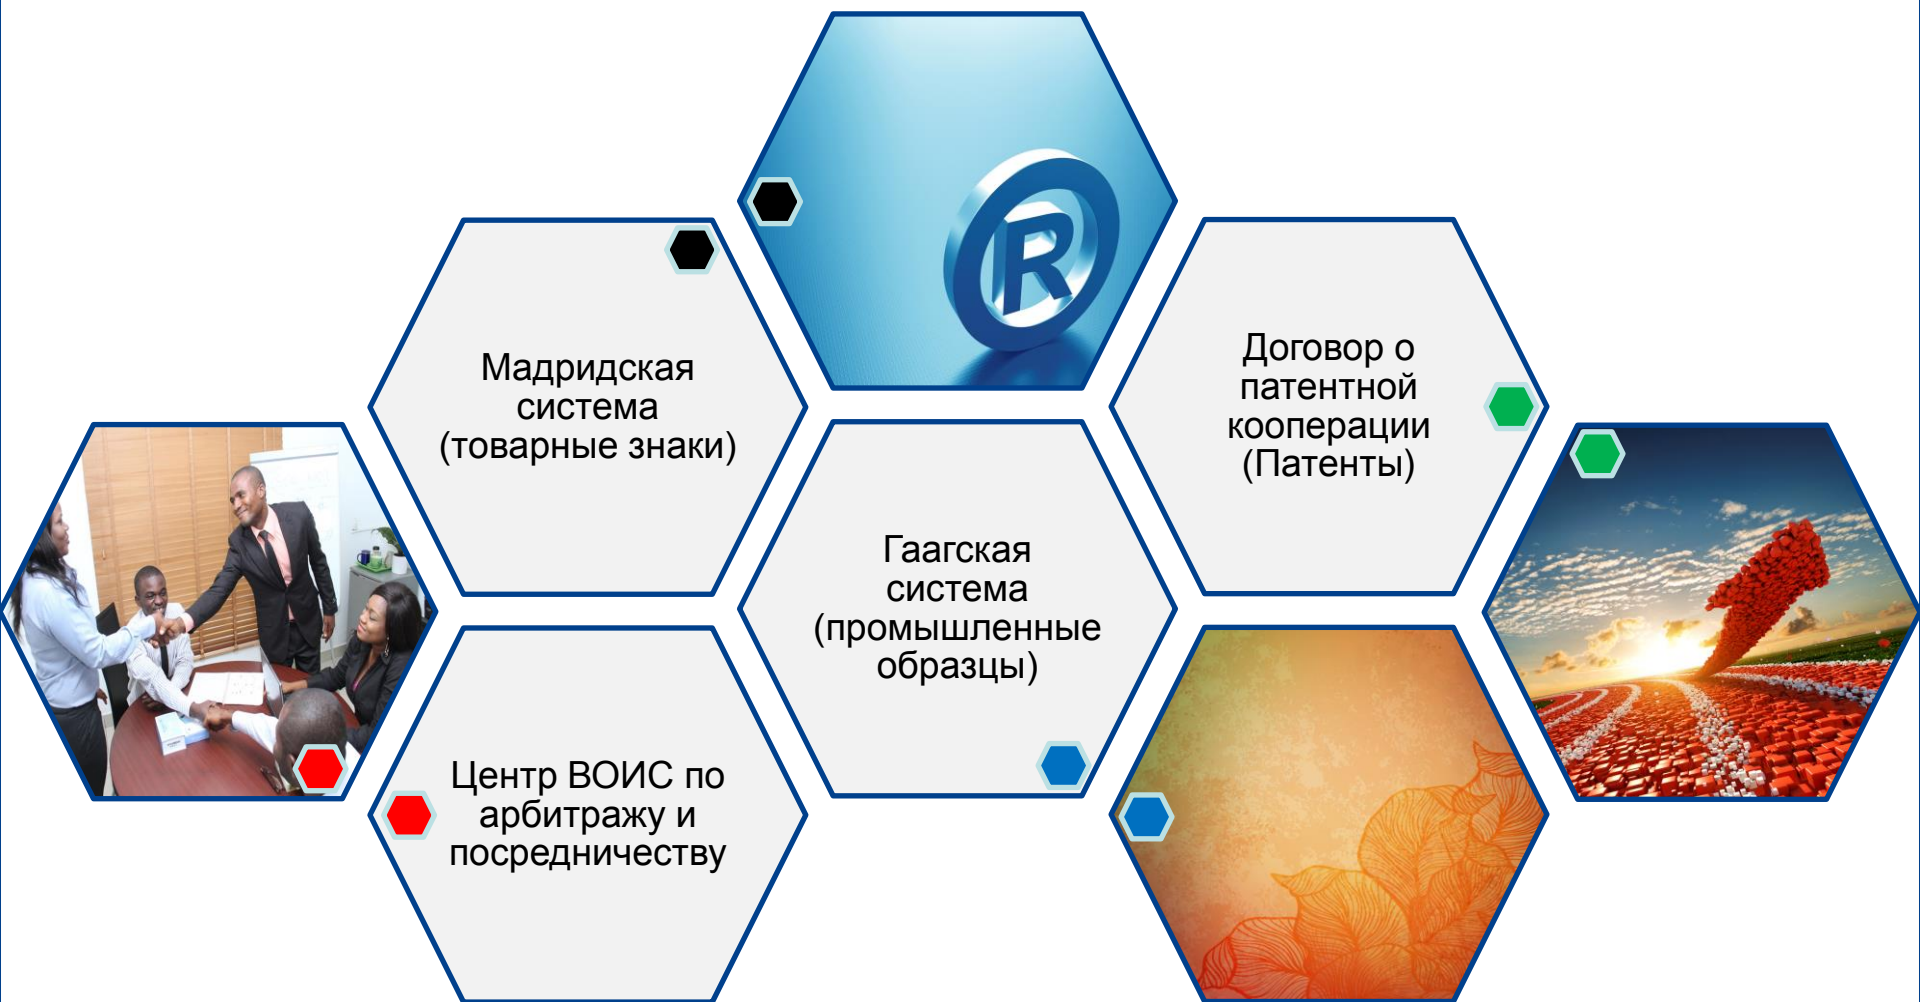 ®
Мадридская
система
(товарные знаки)
Договор о
патентной
кооперации
(Патенты)
Гаагская
система
(промышленные
образцы)
Центр ВОИС по
арбитражу и
посредничеству